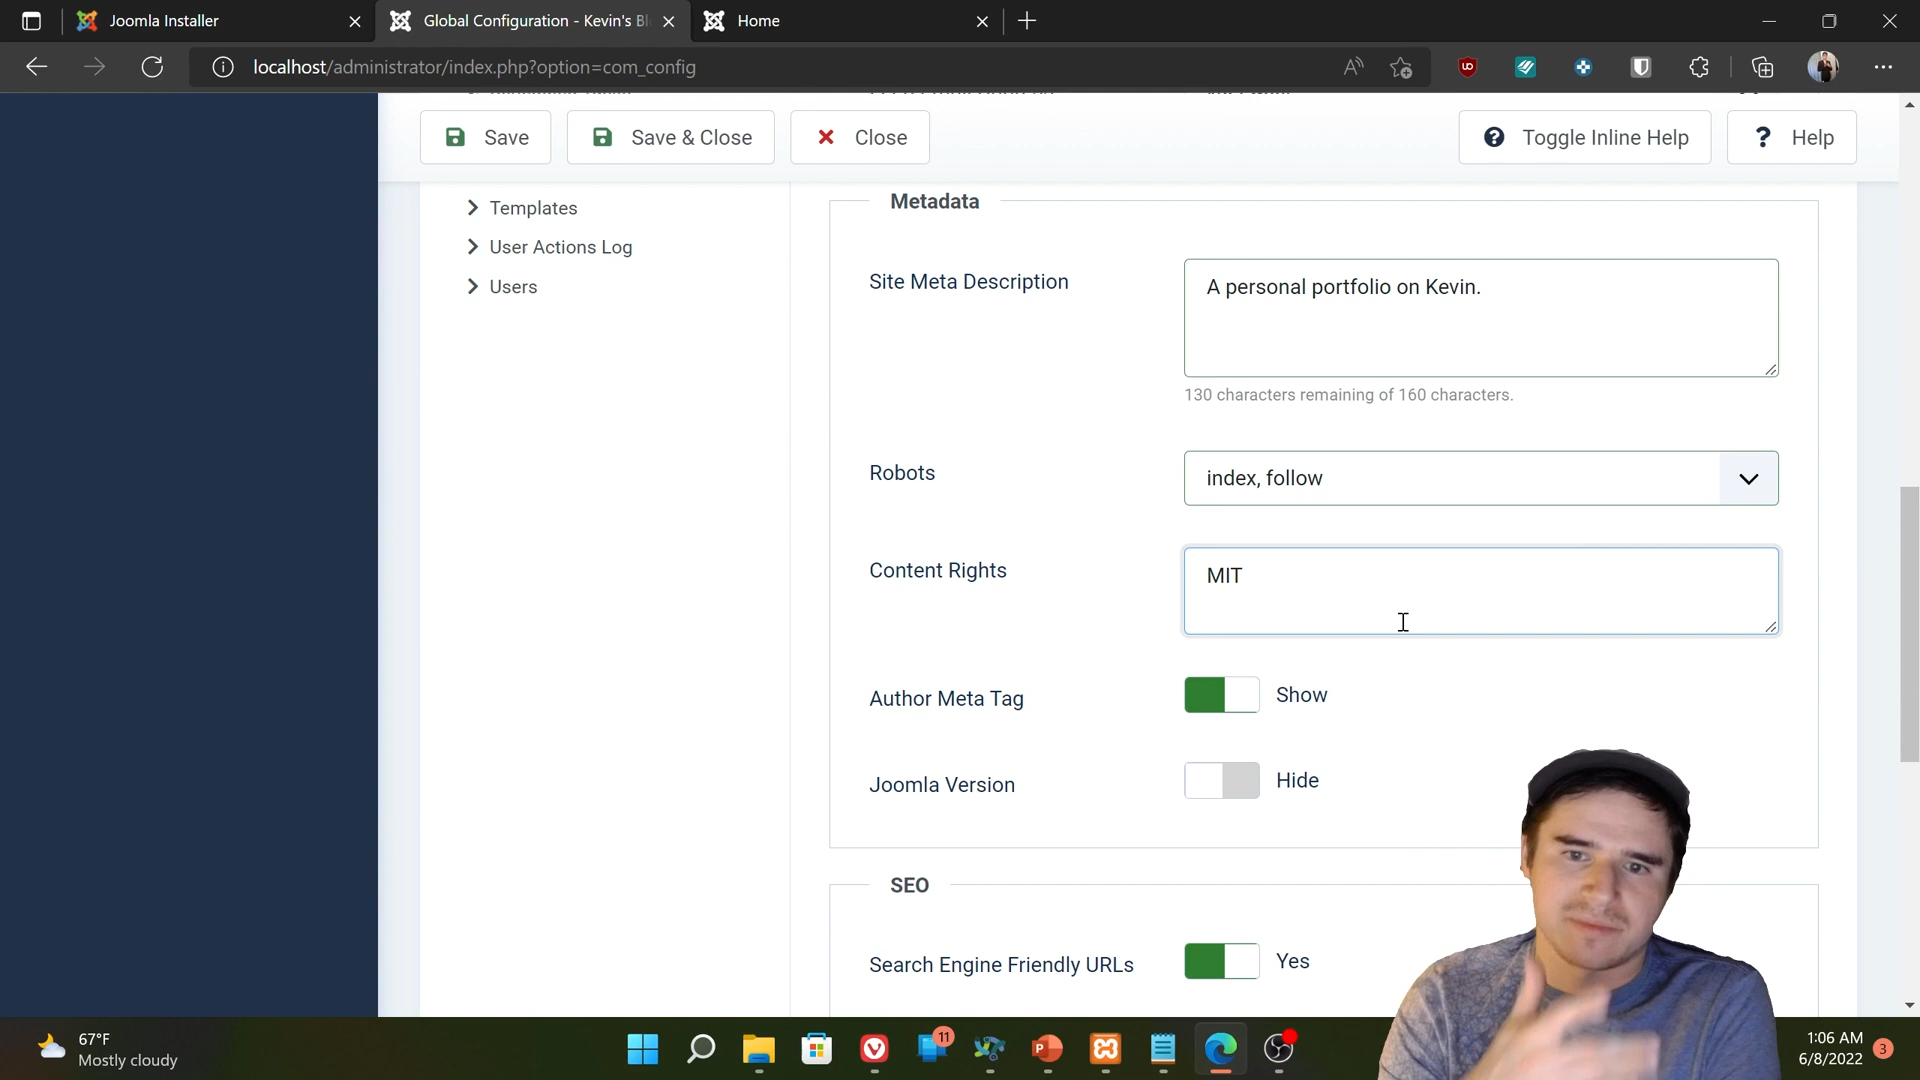 Joomla Installer
Global Configuration - Kevin's Bl
Home
localhost/administrator/index.php?option=com_config
Save
Save & Close
Close
Toggle Inline Help
? Help
Templates
User Actions Log
Users
Metadata
Site Meta Description
A personal portfolio on Kevin.
130 characters remaining of 160 characters.
Robots
index, follow
Content Rights
MIT
Author Meta Tag
Show
Joomla Version
Hide
SEO
Search Engine Friendly URLs
Yes
67°F
Mostly cloudy
11
1:06 AM
6/8/2022
3